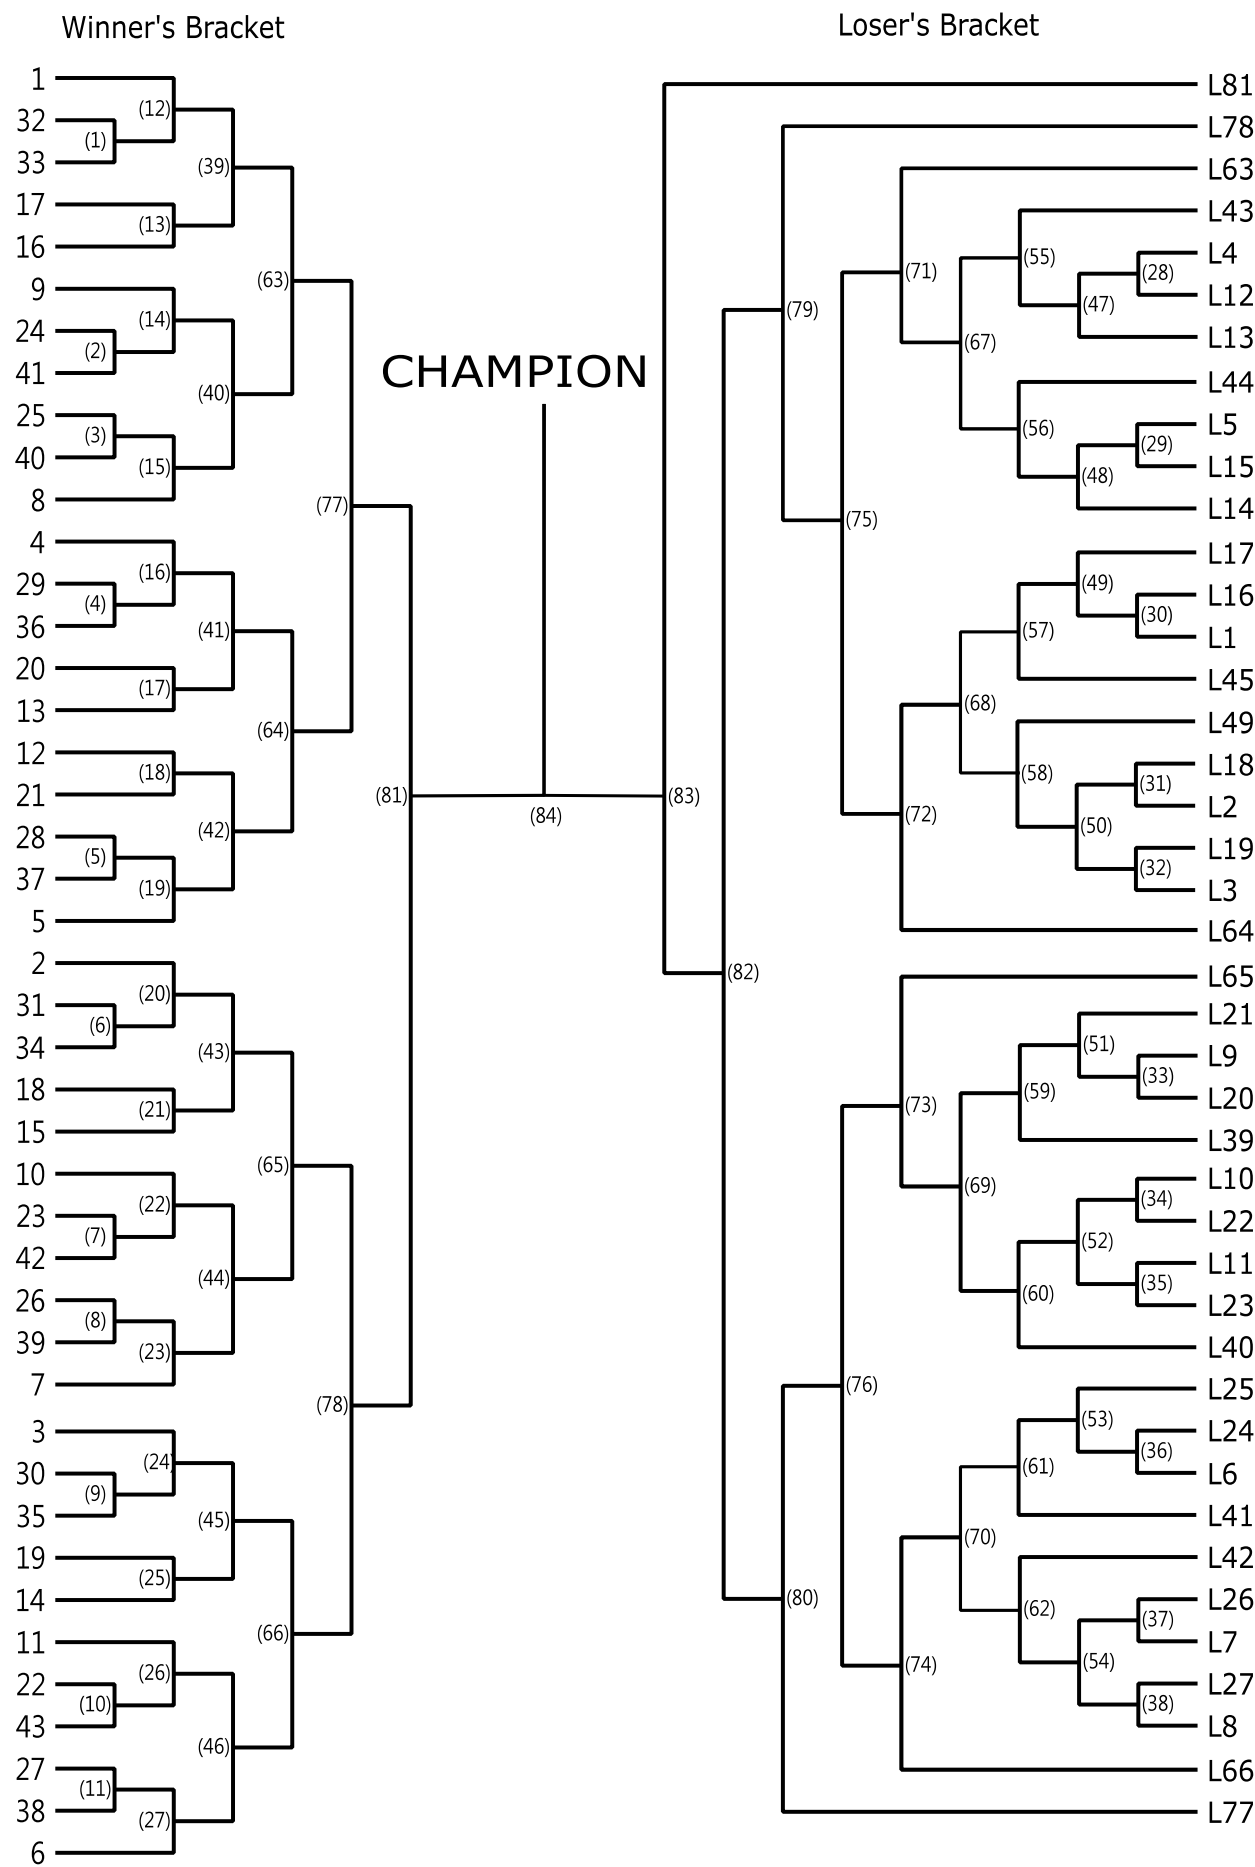 Winner's Bracket
1
32
33
17
16
9
24
41
25
40
8
4
29
36
20
13
12
21
28
37
5
2
31
34
18
15
10
23
42
26
39
7
3
30
35
19
14
11
22
43
27
38
6
(1)
(2)
(3)
(4)
(5)
(6)
(7)
(8)
(9)
(10)
(11)
(12)
(13)
(14)
(15)
(16)
(17)
(18)
(19)
(20)
(21)
(22)
(23)
(24)
(25)
(26)
(27)
(39)
(40)
(41)
(42)
(43)
(44)
(45)
(46)
(63)
(64)
(65)
(66)
(77)
(78)
(81)
CHAMPION
(84)
Loser's Bracket
(83)
(82)
(79)
(80)
(75)
(76)
(71)
(72)
(73)
(74)
(67)
(68)
(69)
(70)
(55)
(56)
(57)
(58)
(59)
(60)
(61)
(62)
(47)
(48)
(49)
(50)
(51)
(52)
(53)
(54)
(28)
(29)
(30)
(31)
(32)
(33)
(34)
(35)
(36)
(37)
(38)
L81
L78
L63
L43
L4
L12
L13
L44
L5
L15
L14
L17
L16
L1
L45
L49
L18
L2
L19
L3
L64
L65
L21
L9
L20
L39
L10
L22
L11
L23
L40
L25
L24
L6
L41
L42
L26
L7
L27
L8
L66
L77